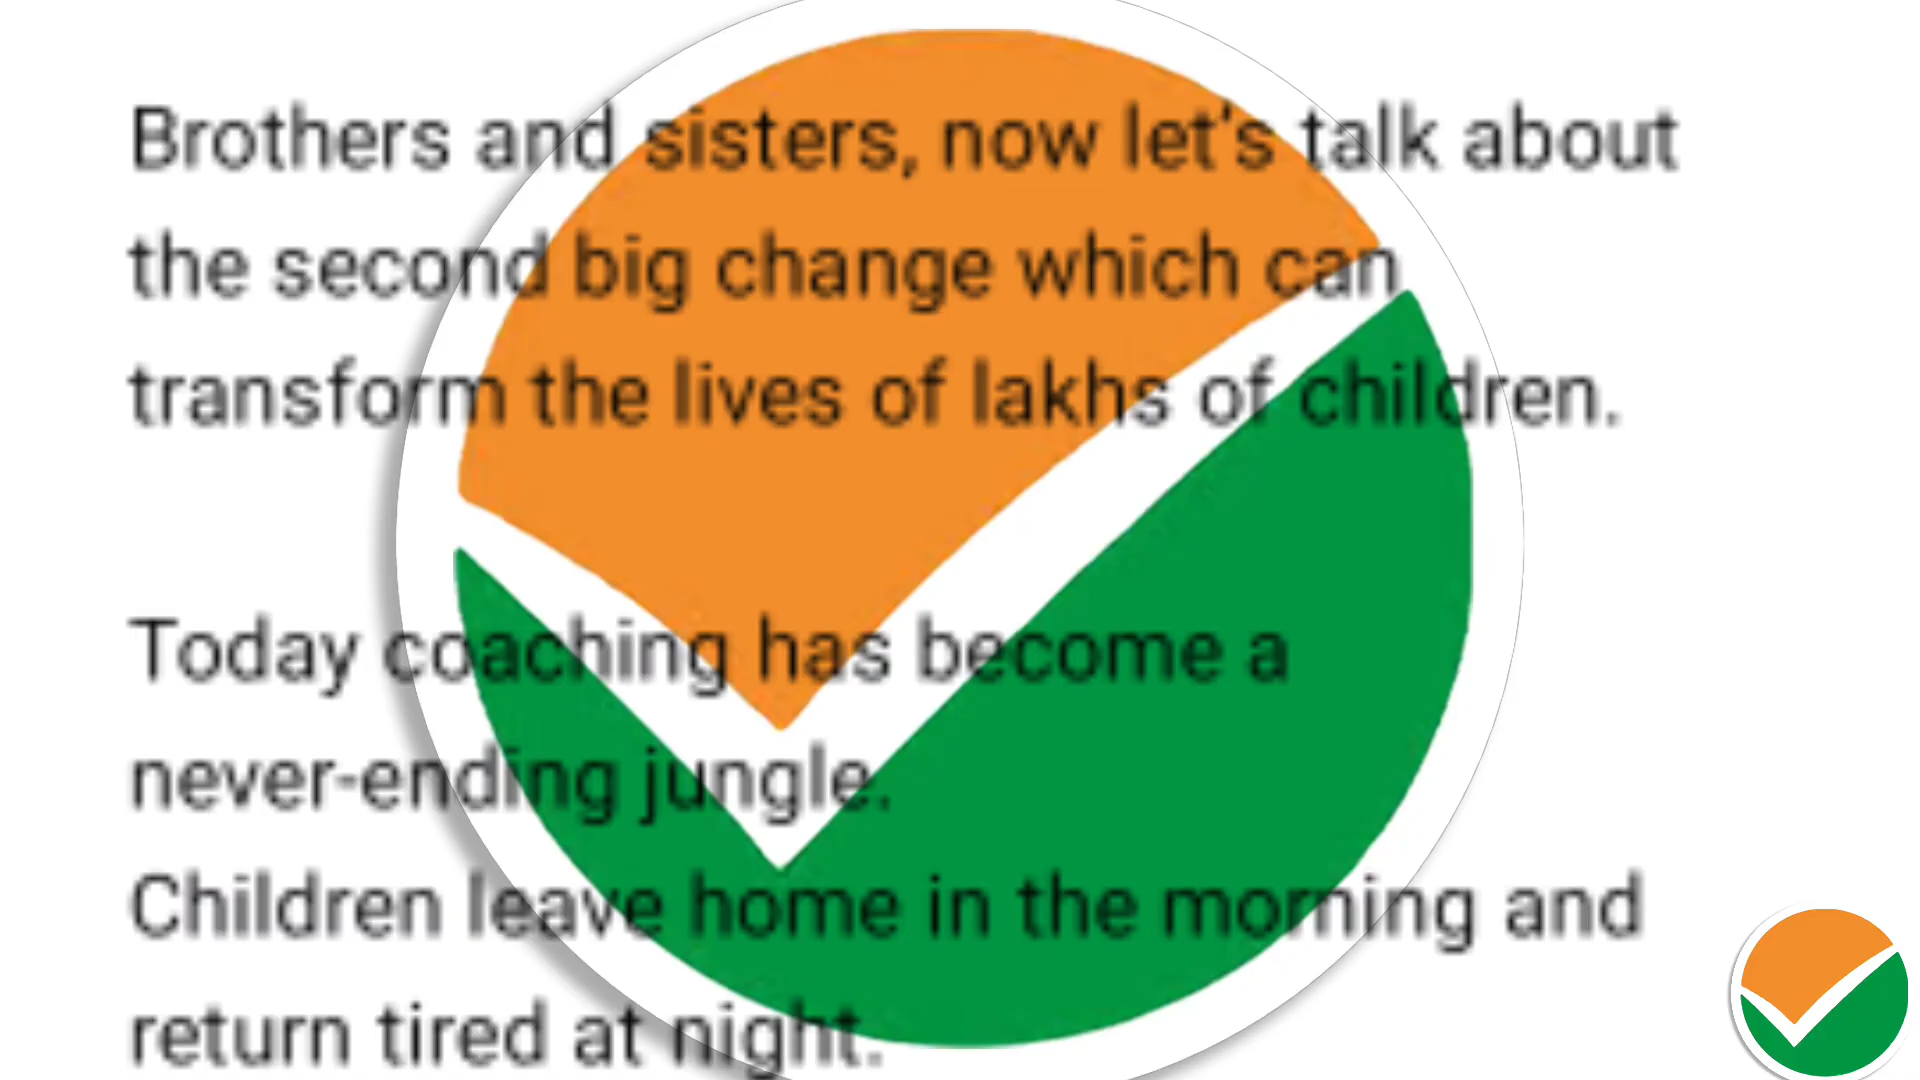 Brothers and sisters, now let's talk about
the second big change which can
transform the lives of lakhs of children.
Today coaching has become a
never-ending jungle.
Children leave home in the morning and
return tired at night.